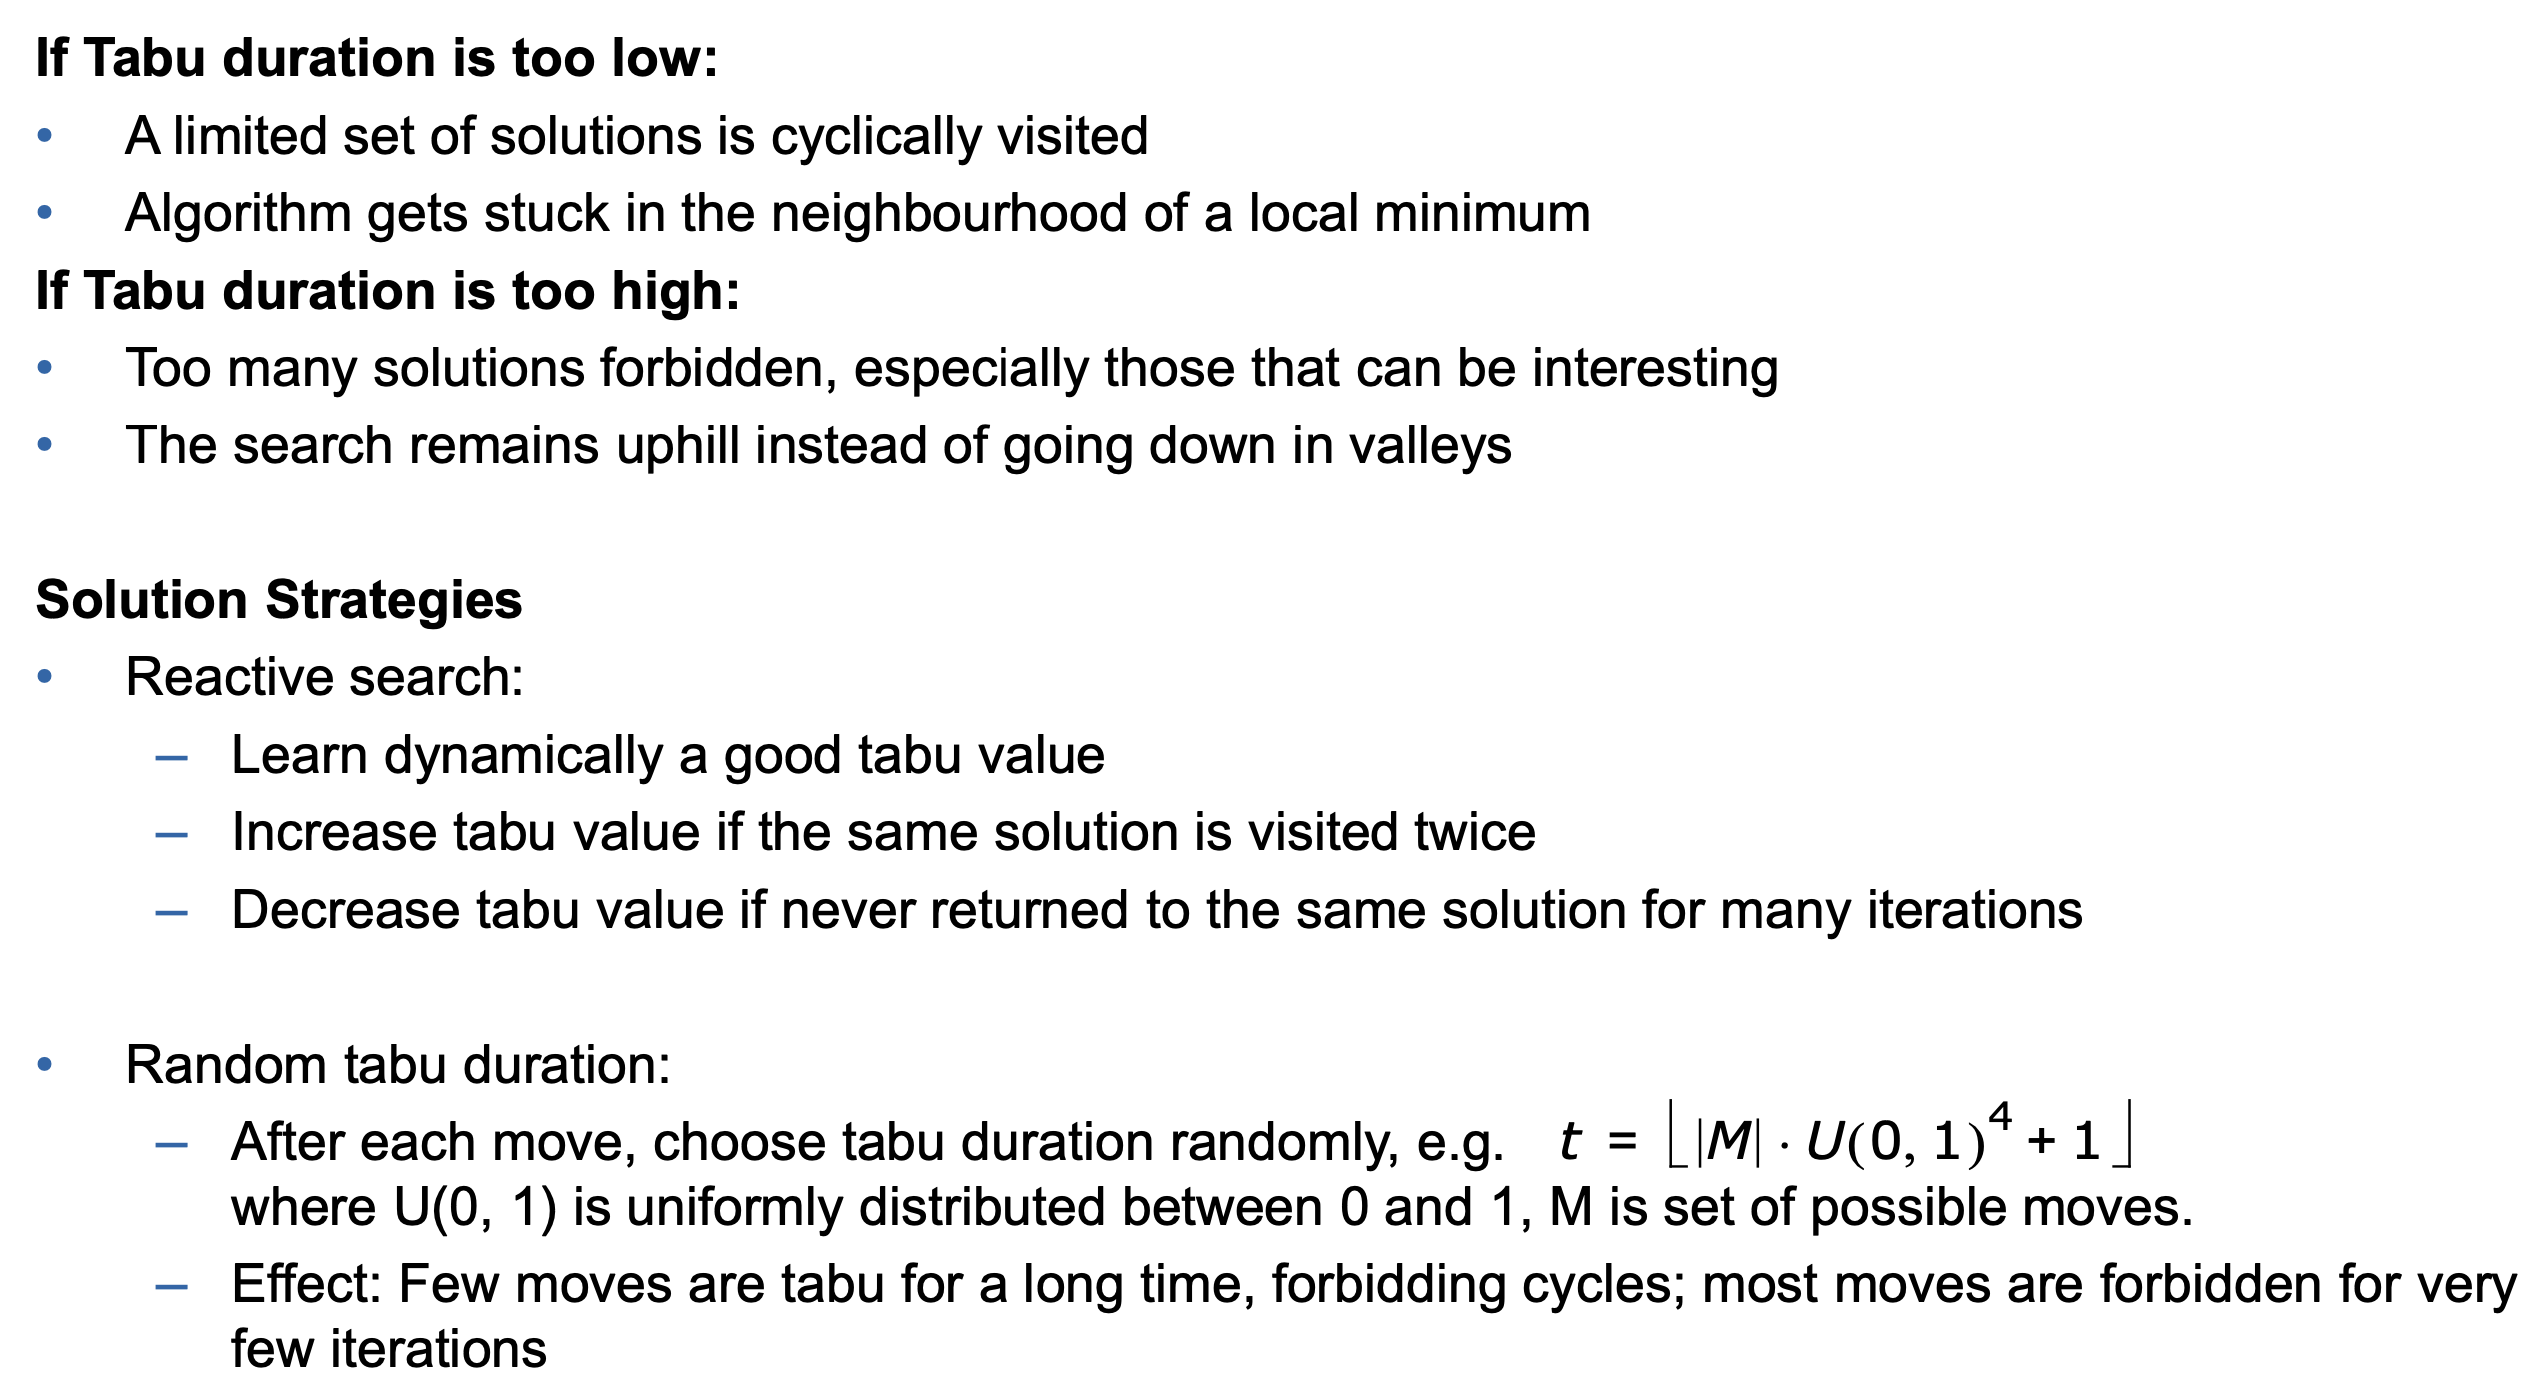 If Tabu duration is too low:
• A limited set of solutions is cyclically visited
• Algorithm gets stuck in the neighbourhood of a local minimum
If Tabu duration is too high:
• Too many solutions forbidden, especially those that can be interesting
• The search remains uphill instead of going down in valleys
Solution Strategies
• Reactive search:
– Learn dynamically a good tabu value
– Increase tabu value if the same solution is visited twice
– Decrease tabu value if never returned to the same solution for many iterations
• Random tabu duration:
– After each move, choose tabu duration randomly, e.g. t = ⌊|M| · U(0, 1)⁴ + 1⌋
where U(0, 1) is uniformly distributed between 0 and 1, M is set of possible moves.
– Effect: Few moves are tabu for a long time, forbidding cycles; most moves are forbidden for very
few iterations